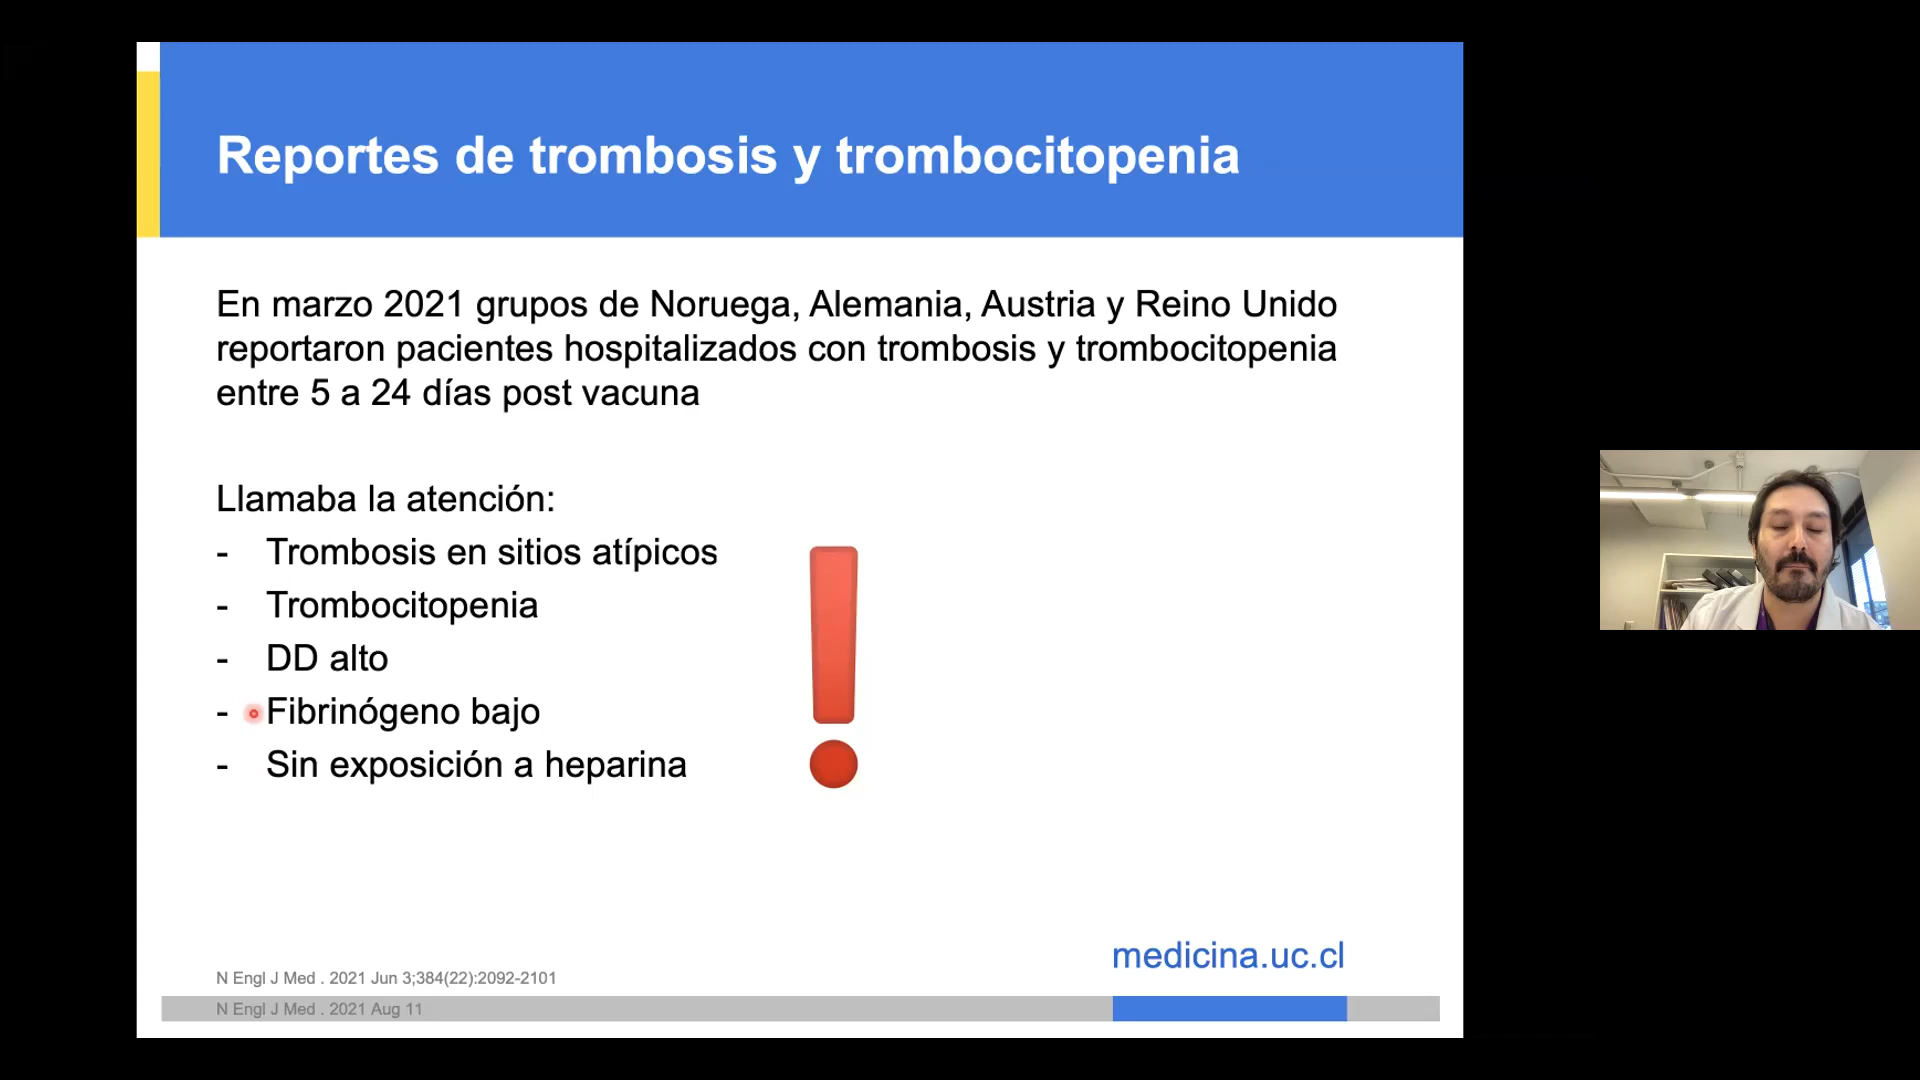 Reportes de trombosis y trombocitopenia
En marzo 2021 grupos de Noruega, Alemania, Austria y Reino Unido
reportaron pacientes hospitalizados con trombosis y trombocitopenia
entre 5 a 24 días post vacuna
Llamaba la atención:
- Trombosis en sitios atípicos
- Trombocitopenia
- DD alto
- Fibrinógeno bajo
- Sin exposición a heparina
medicina.uc.cl
N Engl J Med . 2021 Jun 3;384(22):2092-2101
N Engl J Med . 2021 Aug 11